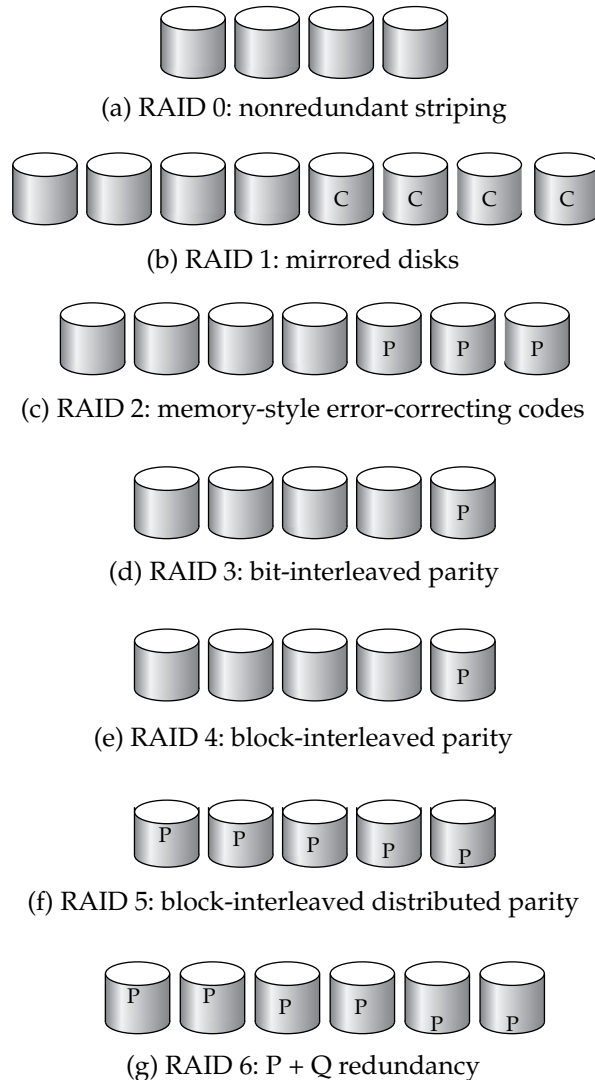 (a) RAID 0: nonredundant striping
C C C C
(b) RAID 1: mirrored disks
P P P
(c) RAID 2: memory-style error-correcting codes
P
(d) RAID 3: bit-interleaved parity
P
(e) RAID 4: block-interleaved parity
P P P P P
(f) RAID 5: block-interleaved distributed parity
P P P P P P
(g) RAID 6: P + Q redundancy